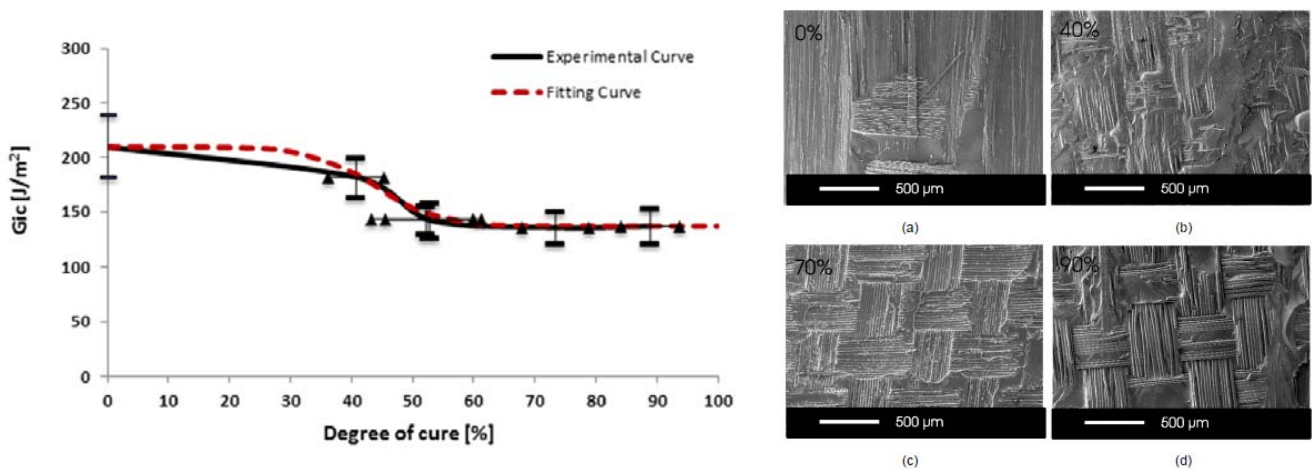 300
250
200
150
100
50
0
Gic [J/m²]
0 10 20 30 40 50 60 70 80 90 100
Degree of cure [%]
Experimental Curve
Fitting Curve
0%
500 µm
(a)
40%
500 µm
(b)
70%
500 µm
(c)
90%
500 µm
(d)